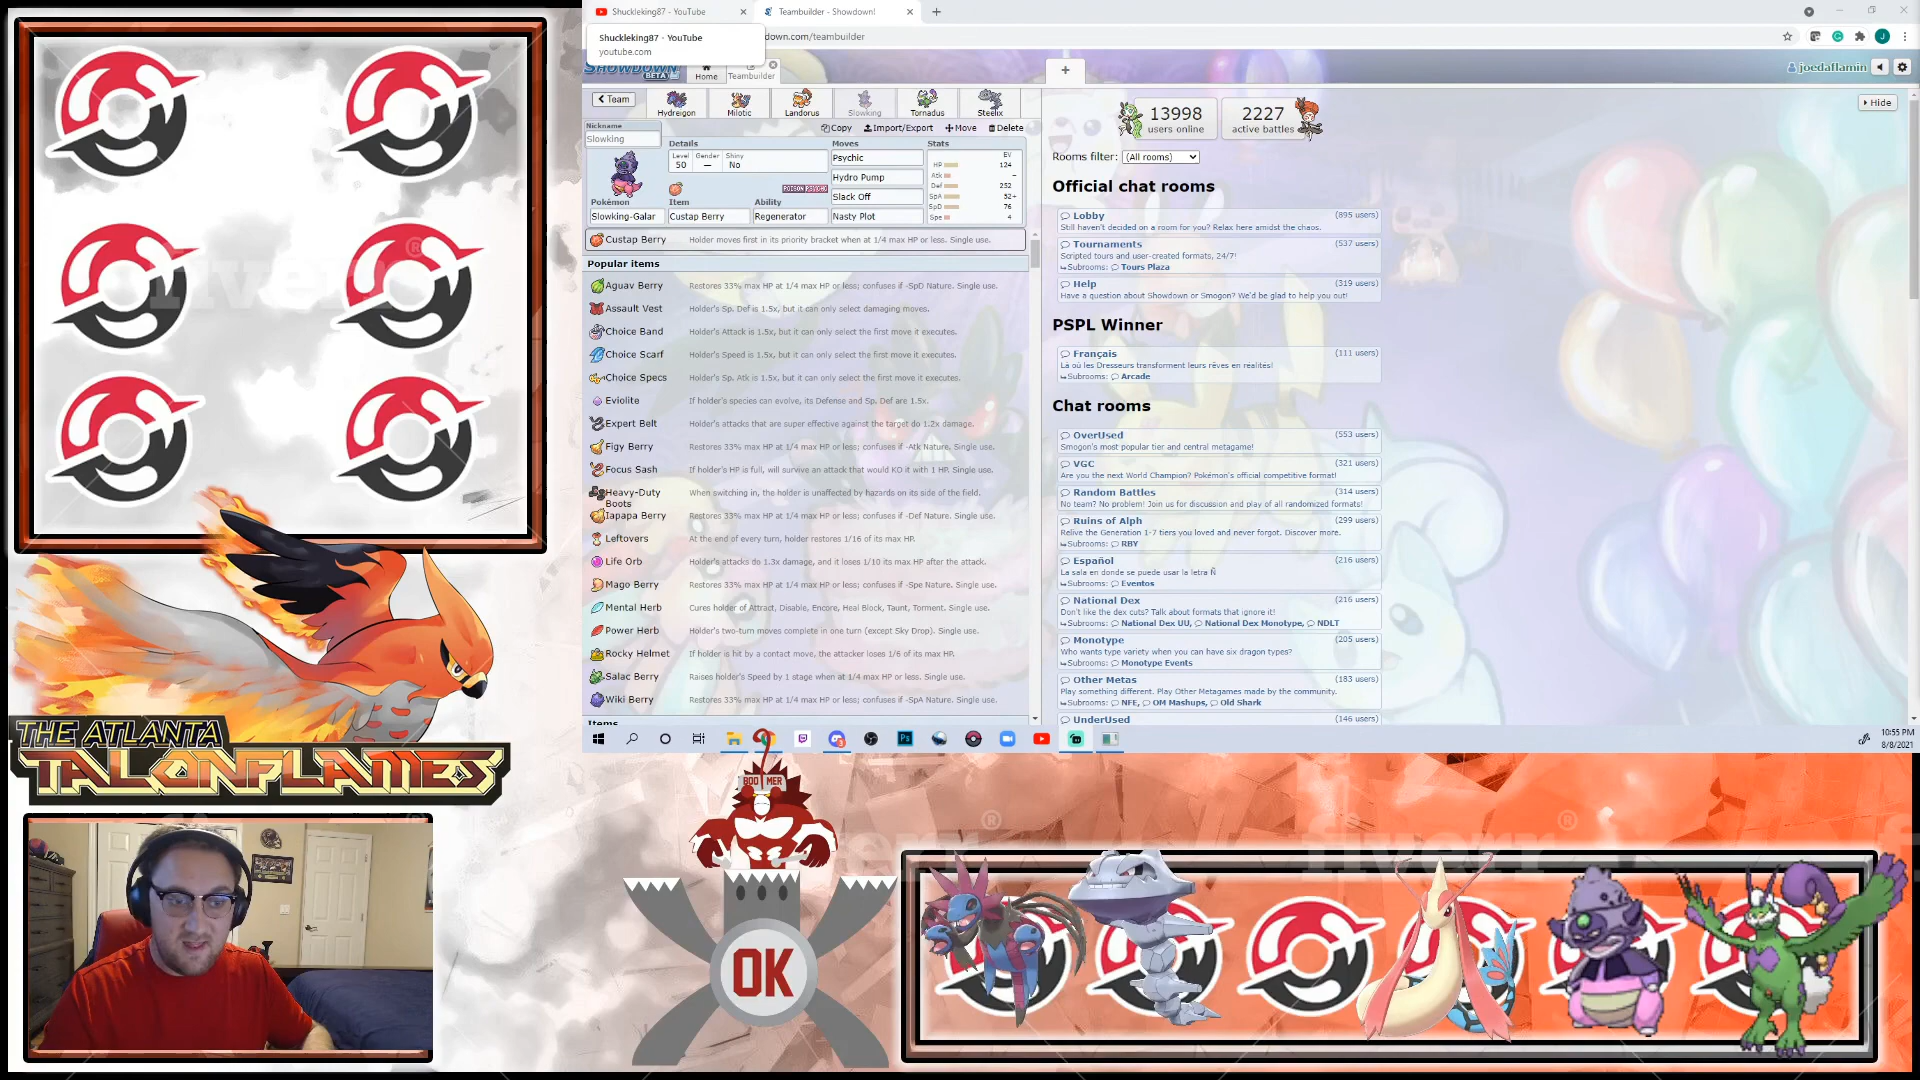 Shuckleking87 - YouTube
Teambuilder - Showdown!
Shuckleking87 - YouTube
youtube.com
down.com/teambuilder
SHOWDOWN
BETA
Home
Teambuilder
joedaflamin
Team
Hydreigon
Milotic
Landorus
Slowking
Tornadus
Steelix
Copy
Import/Export
Move
Delete
Nickname
Slowking
Details
Level
50
Gender
—
Shiny
No
Moves
Psychic
Hydro Pump
Slack Off
Nasty Plot
Stats
EV
HP 124
Atk –
Def 252
SpA 52+
SpD 76
Spe 4
POISON PSYCHC
Pokémon
Slowking-Galar
Item
Custap Berry
Ability
Regenerator
Custap Berry Holder moves first in its priority bracket when at 1/4 max HP or less. Single use.
Popular items
Aguav Berry Restores 33% max HP at 1/4 max HP or less; confuses if -SpD Nature. Single use.
Assault Vest Holder's Sp. Def is 1.5x, but it can only select damaging moves.
Choice Band Holder's Attack is 1.5x, but it can only select the first move it executes.
Choice Scarf Holder's Speed is 1.5x, but it can only select the first move it executes.
Choice Specs Holder's Sp. Atk is 1.5x, but it can only select the first move it executes.
Eviolite If holder's species can evolve, its Defense and Sp. Def are 1.5x.
Expert Belt Holder's attacks that are super effective against the target do 1.2x damage.
Figy Berry Restores 33% max HP at 1/4 max HP or less; confuses if -Atk Nature. Single use.
Focus Sash If holder's HP is full, will survive an attack that would KO it with 1 HP. Single use.
Heavy-Duty Boots When switching in, the holder is unaffected by hazards on its side of the field.
Iapapa Berry Restores 33% max HP at 1/4 max HP or less; confuses if -Def Nature. Single use.
Leftovers At the end of every turn, holder restores 1/16 of its max HP.
Life Orb Holder's attacks do 1.3x damage, and it loses 1/10 its max HP after the attack.
Mago Berry Restores 33% max HP at 1/4 max HP or less; confuses if -Spe Nature. Single use.
Mental Herb Cures holder of Attract, Disable, Encore, Heal Block, Taunt, Torment. Single use.
Power Herb Holder's two-turn moves complete in one turn (except Sky Drop). Single use.
Rocky Helmet If holder is hit by a contact move, the attacker loses 1/6 of its max HP.
Salac Berry Raises holder's Speed by 1 stage when at 1/4 max HP or less. Single use.
Wiki Berry Restores 33% max HP at 1/4 max HP or less; confuses if -SpA Nature. Single use.
Items
13998
users online
2227
active battles
Hide
Rooms filter: (All rooms)
Official chat rooms
Lobby (895 users)
Still haven't decided on a room for you? Relax here amidst the chaos.
Tournaments (537 users)
Scripted tours and user-created formats, 24/7!
Subrooms: Tours Plaza
Help (319 users)
Have a question about Showdown or Smogon? We'd be glad to help you out!
PSPL Winner
Français (111 users)
Là où les Dresseurs transforment leurs rêves en réalités!
Subrooms: Arcade
Chat rooms
OverUsed (553 users)
Smogon's most popular tier and central metagame!
VGC (321 users)
Are you the next World Champion? Pokémon's official competitive format!
Random Battles (314 users)
No team? No problem! Join us for discussion and play of all randomized formats!
Ruins of Alph (299 users)
Relive the Generation 1-7 tiers you loved and never forgot. Discover more.
Subrooms: RBY
Español (216 users)
La sala en donde se puede usar la letra Ñ
Subrooms: Eventos
National Dex (216 users)
Don't like the dex cuts? Talk about formats that ignore it!
Subrooms: National Dex UU, National Dex Monotype, NDLT
Monotype (205 users)
Who wants type variety when you can have six dragon types?
Subrooms: Monotype Events
Other Metas (183 users)
Play something different. Play Other Metagames made by the community.
Subrooms: NFE, OM Mashups, Old Shark
UnderUsed (146 users)
10:55 PM
8/8/2021
fiverr®
THE ATLANTA
TALONFLAMES
BOOMER
OK
fiverr®
fiverr®